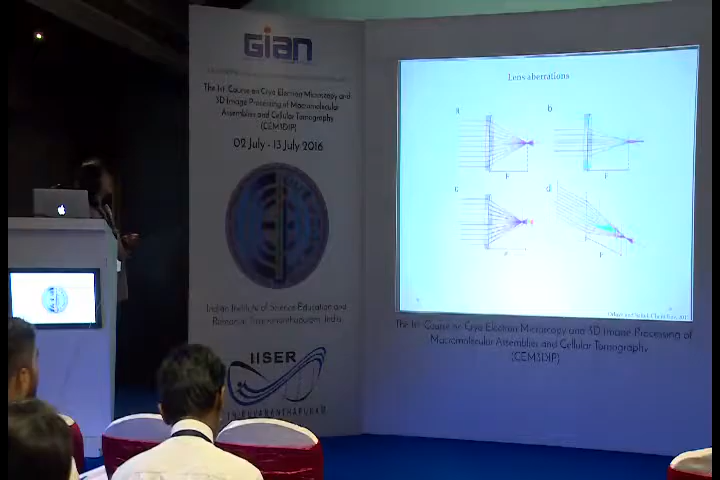 GIAN
The 1st Course on Cryo Electron Microscopy and
3D Image Processing of Macromolecular
Assemblies and Cellular Tomography
(CEM3DIP)
02 July - 13 July 2016
Indian Institute of Science Education and
Research Thiruvananthapuram, India
IISER
THIRUVANANTHAPURAM
Lens aberrations
a
b
F
F
c
d
F
The 1st Course on Cryo Electron Microscopy and 3D Image Processing of
Macromolecular Assemblies and Cellular Tomography
(CEM3DIP)